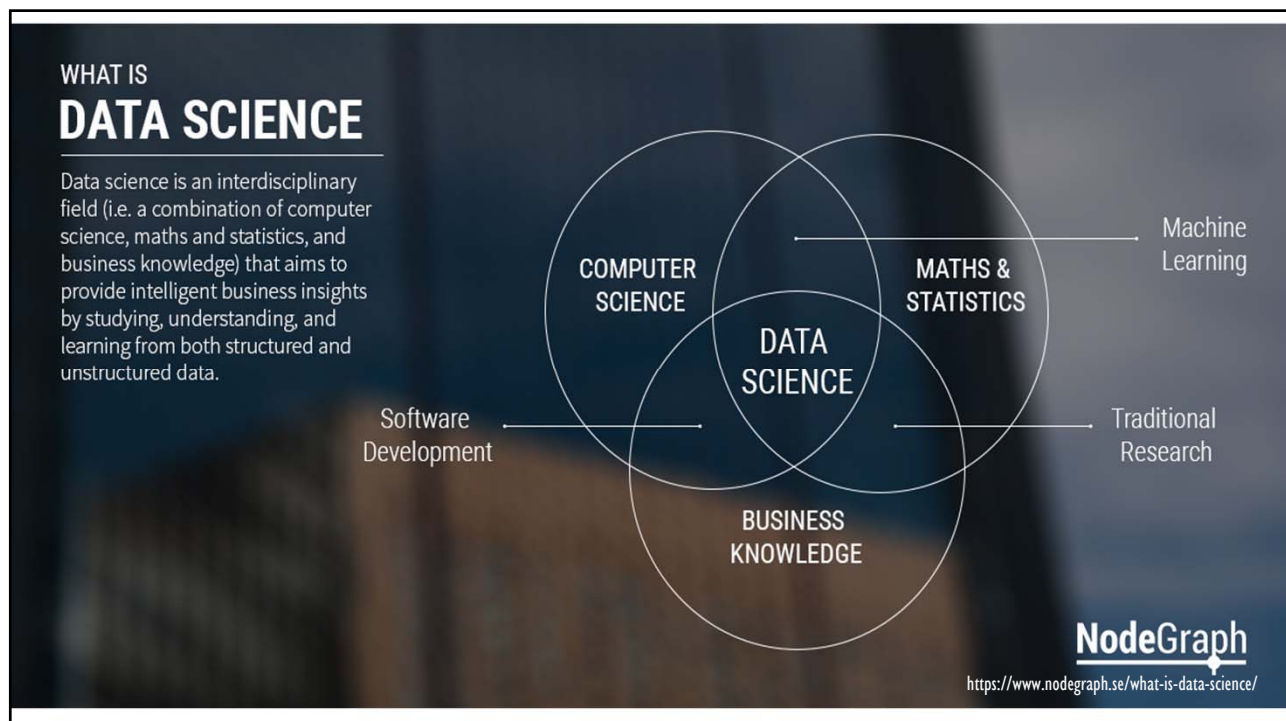 WHAT IS
DATA SCIENCE
Data science is an interdisciplinary
field (i.e. a combination of computer
science, maths and statistics, and
business knowledge) that aims to
provide intelligent business insights
by studying, understanding, and
learning from both structured and
unstructured data.
COMPUTER
SCIENCE
MATHS &
STATISTICS
Machine
Learning
DATA
SCIENCE
Software
Development
Traditional
Research
BUSINESS
KNOWLEDGE
NodeGraph
https://www.nodegraph.se/what-is-data-science/